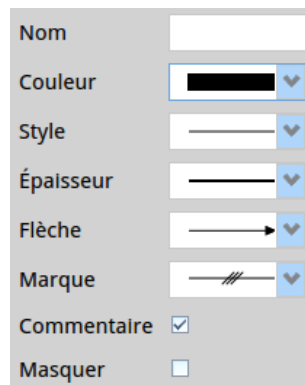 Nom
Couleur
Style
Épaisseur
Flèche
Marque
Commentaire
Masquer